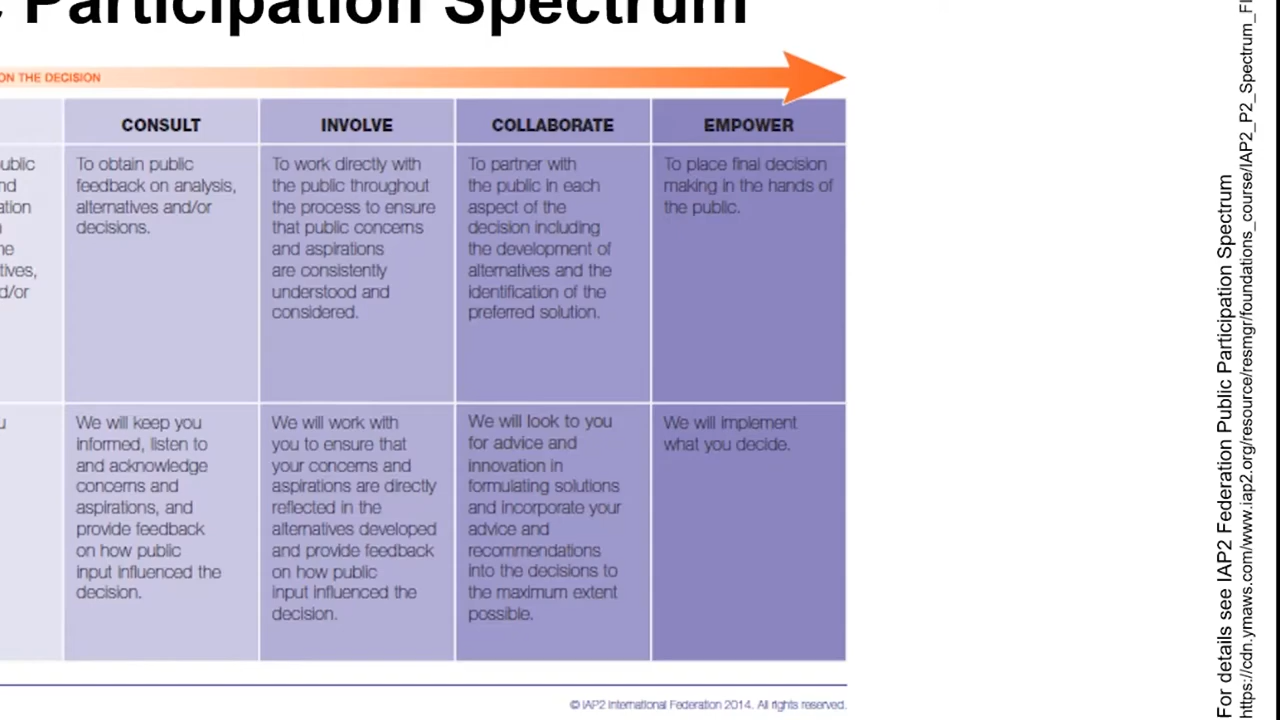 Participation Spectrum
ON THE DECISION
CONSULT
INVOLVE
COLLABORATE
EMPOWER
ublic
nd
ation
ne
tives,
d/or
To obtain public
feedback on analysis,
alternatives and/or
decisions.
To work directly with
the public throughout
the process to ensure
that public concerns
and aspirations
are consistently
understood and
considered.
To partner with
the public in each
aspect of the
decision including
the development of
alternatives and the
identification of the
preferred solution.
To place final decision
making in the hands of
the public.
u
We will keep you
informed, listen to
and acknowledge
concerns and
aspirations, and
provide feedback
on how public
input influenced the
decision.
We will work with
you to ensure that
your concerns and
aspirations are directly
reflected in the
alternatives developed
and provide feedback
on how public
input influenced the
decision.
We will look to you
for advice and
innovation in
formulating solutions
and incorporate your
advice and
recommendations
into the decisions to
the maximum extent
possible.
We will implement
what you decide.
© IAP2 International Federation 2014. All rights reserved.
For details see IAP2 Federation Public Participation Spectrum
https://cdn.ymaws.com/www.iap2.org/resource/resmgr/foundations_course/IAP2_P2_Spectrum_F